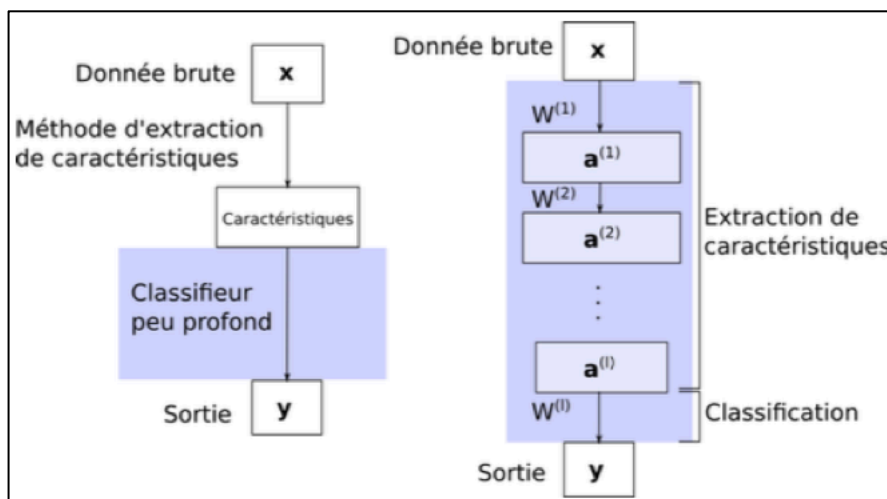 Donnée brute
x
Méthode d'extraction
de caractéristiques
Caractéristiques
Classifieur
peu profond
Sortie
y
Donnée brute
x
W(1)
a(1)
W(2)
a(2)
.
.
.
a(l)
W(l)
Extraction de
caractéristiques
Classification
Sortie
y